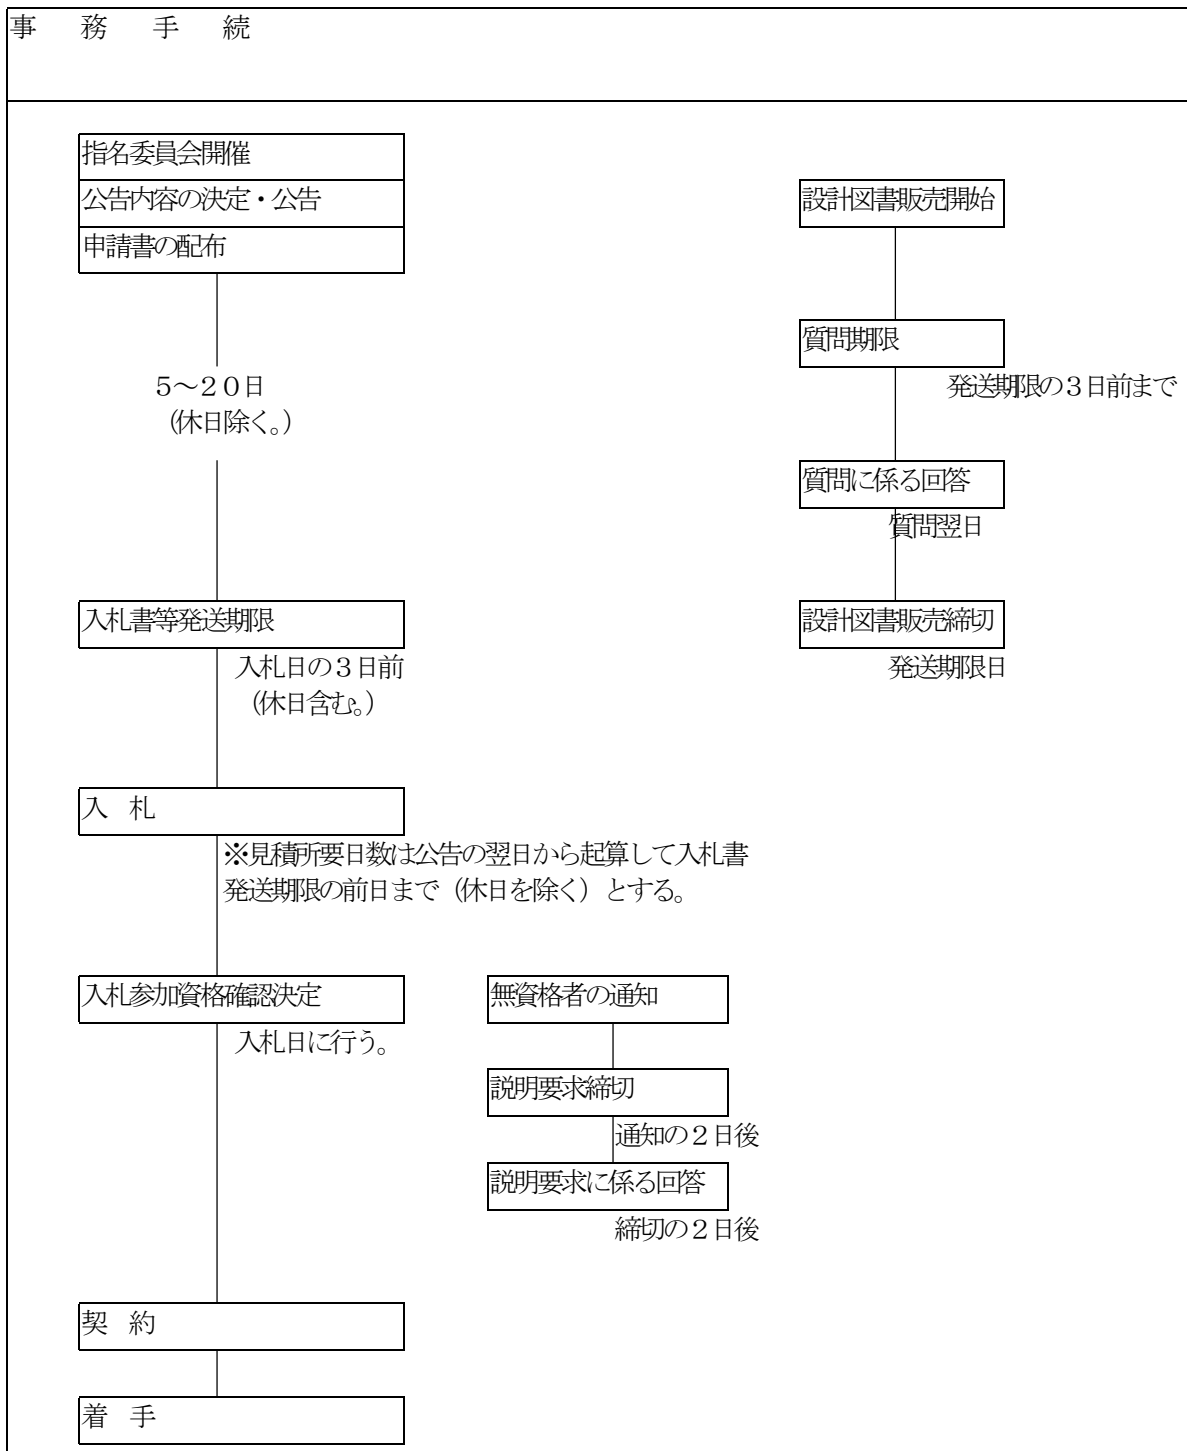 事　務　手　続
指名委員会開催
公告内容の決定・公告
設計図書販売開始
申請書の配布
質問期限
5～20日
発送期限の3日前まで
（休日除く。）
質問に係る回答
質問翌日
入札書等発送期限
設計図書販売締切
入札日の3日前
発送期限日
（休日含む。）
入　札
※見積所要日数は公告の翌日から起算して入札書
発送期限の前日まで（休日を除く）とする。
入札参加資格確認決定
無資格者の通知
入札日に行う。
説明要求締切
通知の2日後
説明要求に係る回答
締切の2日後
契　約
着　手